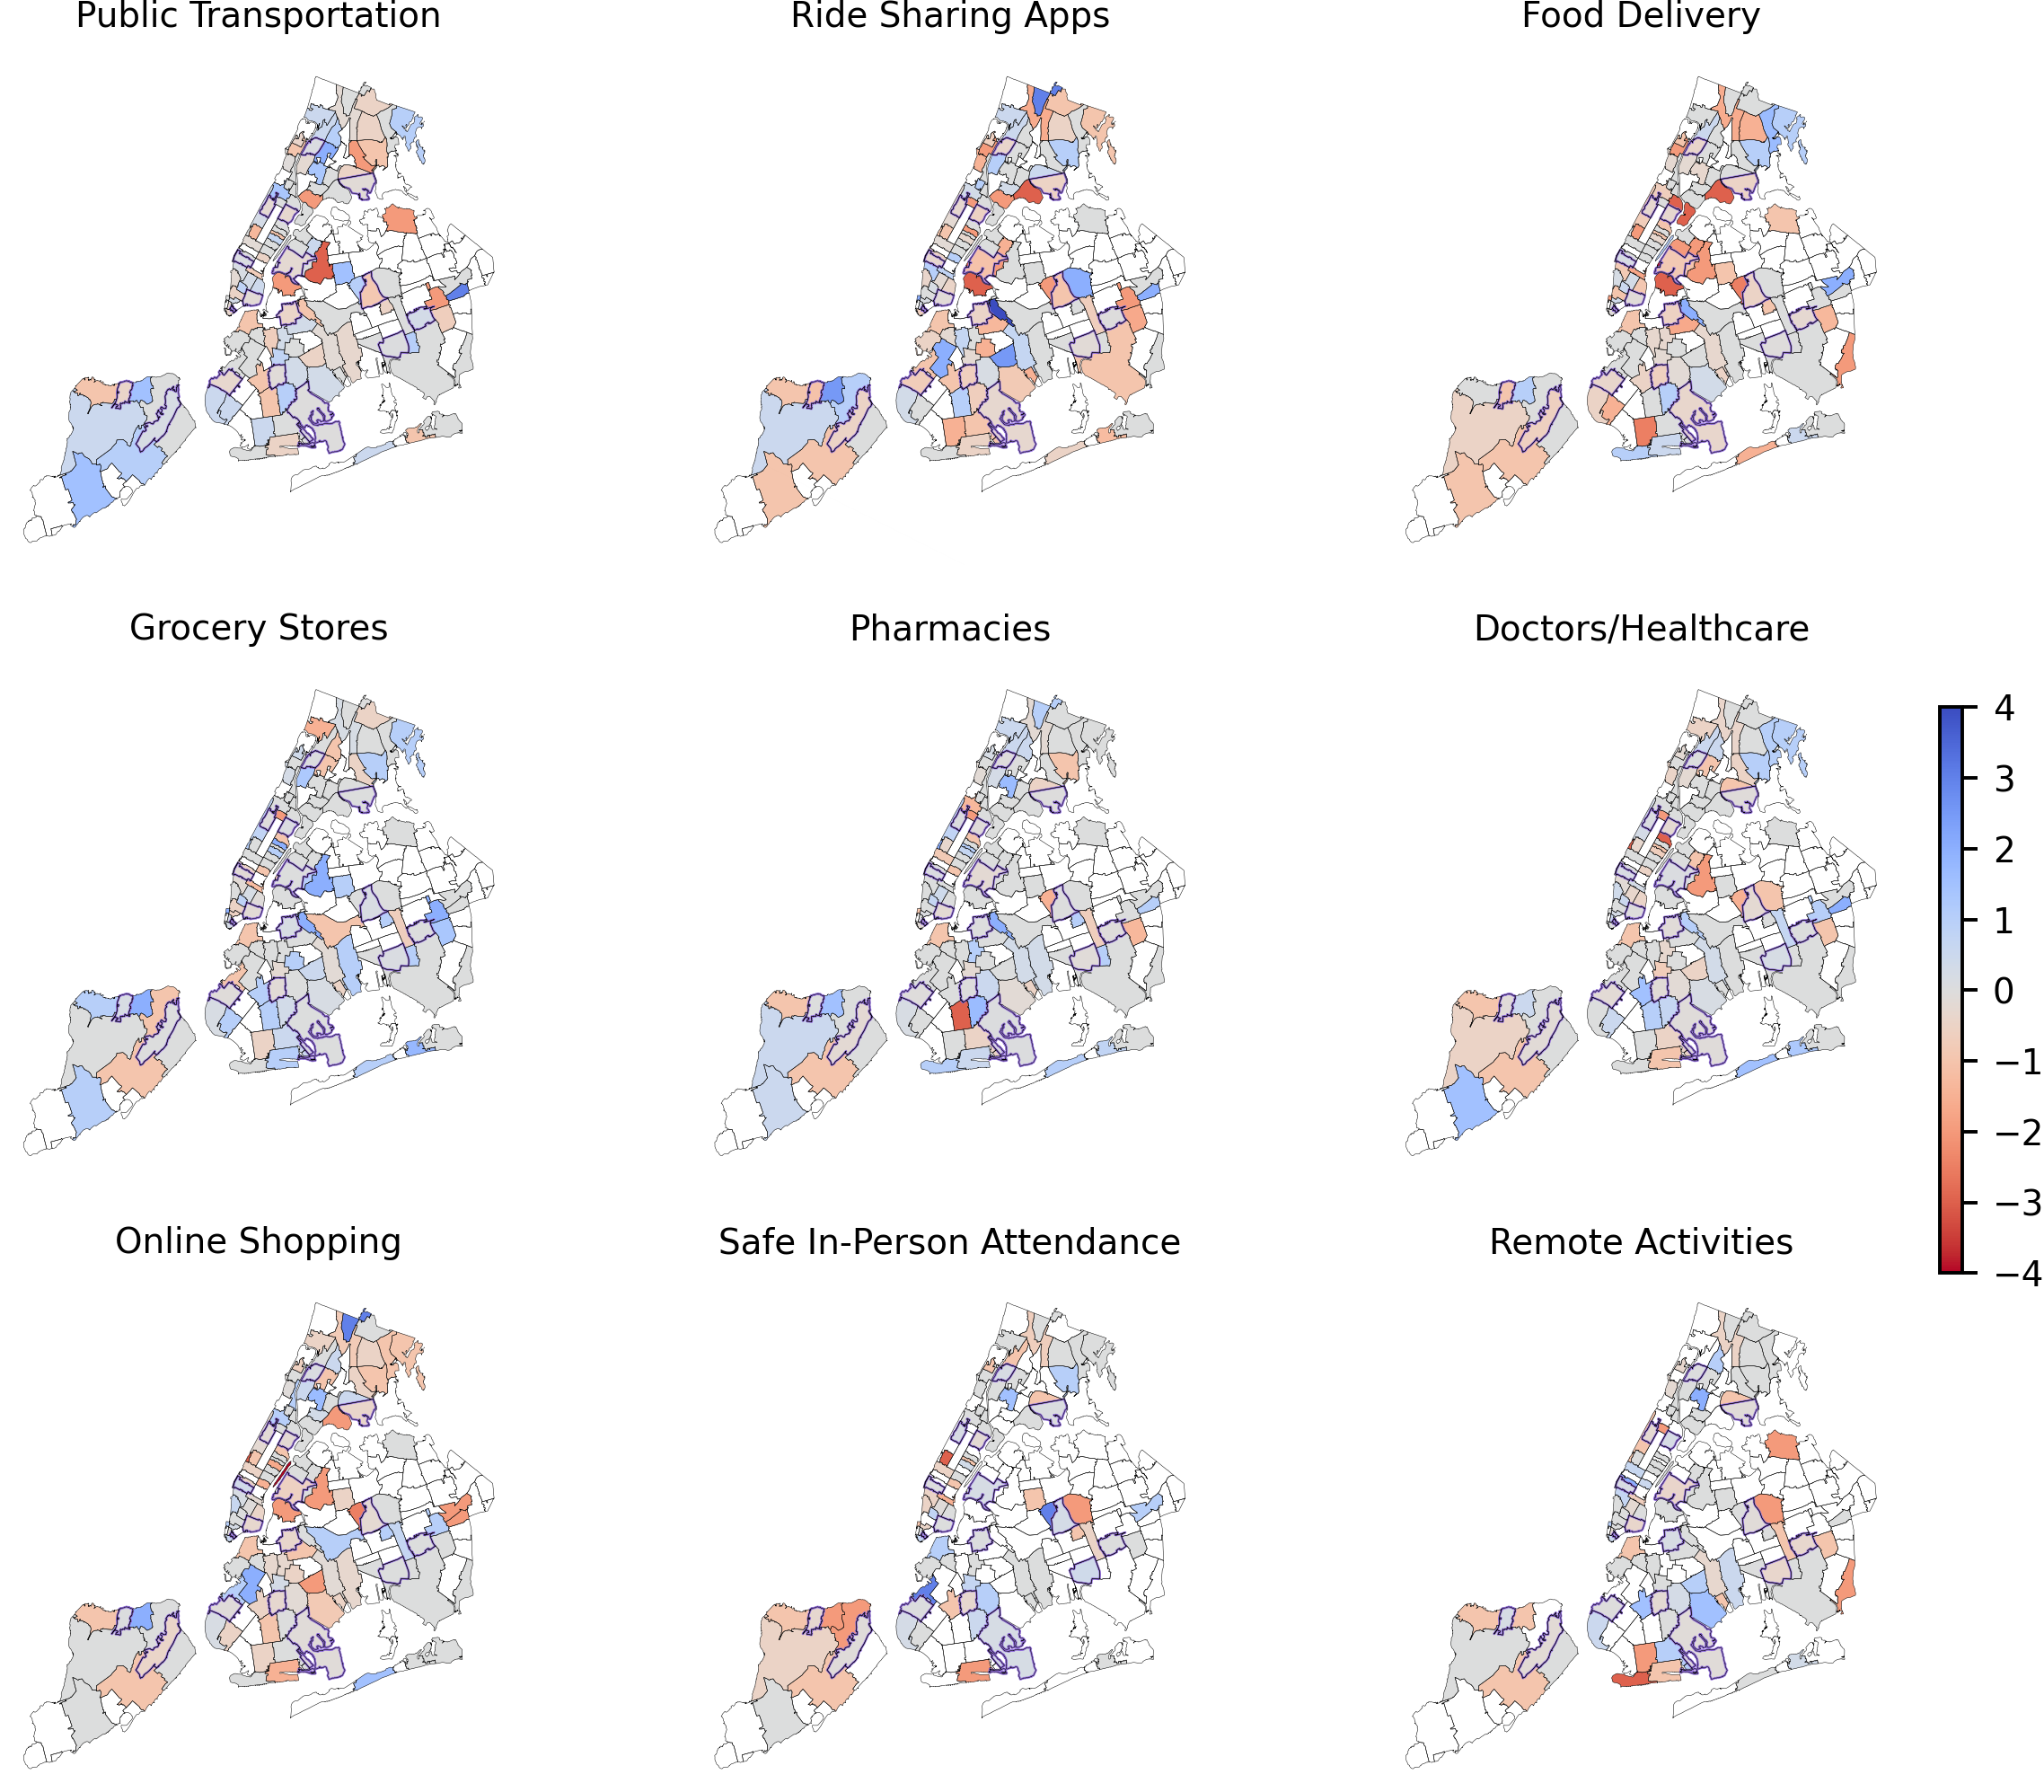 Public Transportation
Ride Sharing Apps
Food Delivery
Grocery Stores
Pharmacies
Doctors/Healthcare
4
3
2
1
0
−1
−2
−3
−4
Online Shopping
Safe In-Person Attendance
Remote Activities